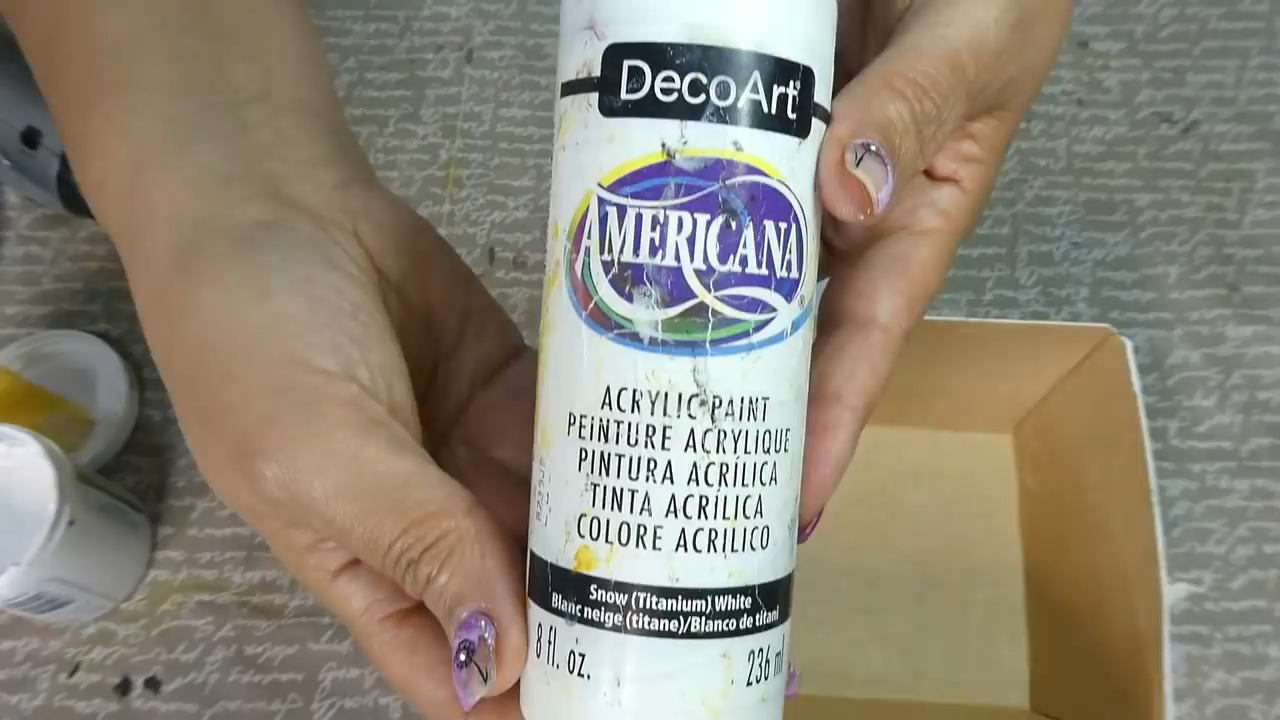 DecoArt®
AMERICANA®
ACRYLIC PAINT
PEINTURE ACRYLIQUE
PINTURA ACRÍLICA
TINTA ACRÍLICA
COLORE ACRILICO
Snow (Titanium) White
Blanc neige (titane)/Blanco de titani
8 fl. oz. 236 ml